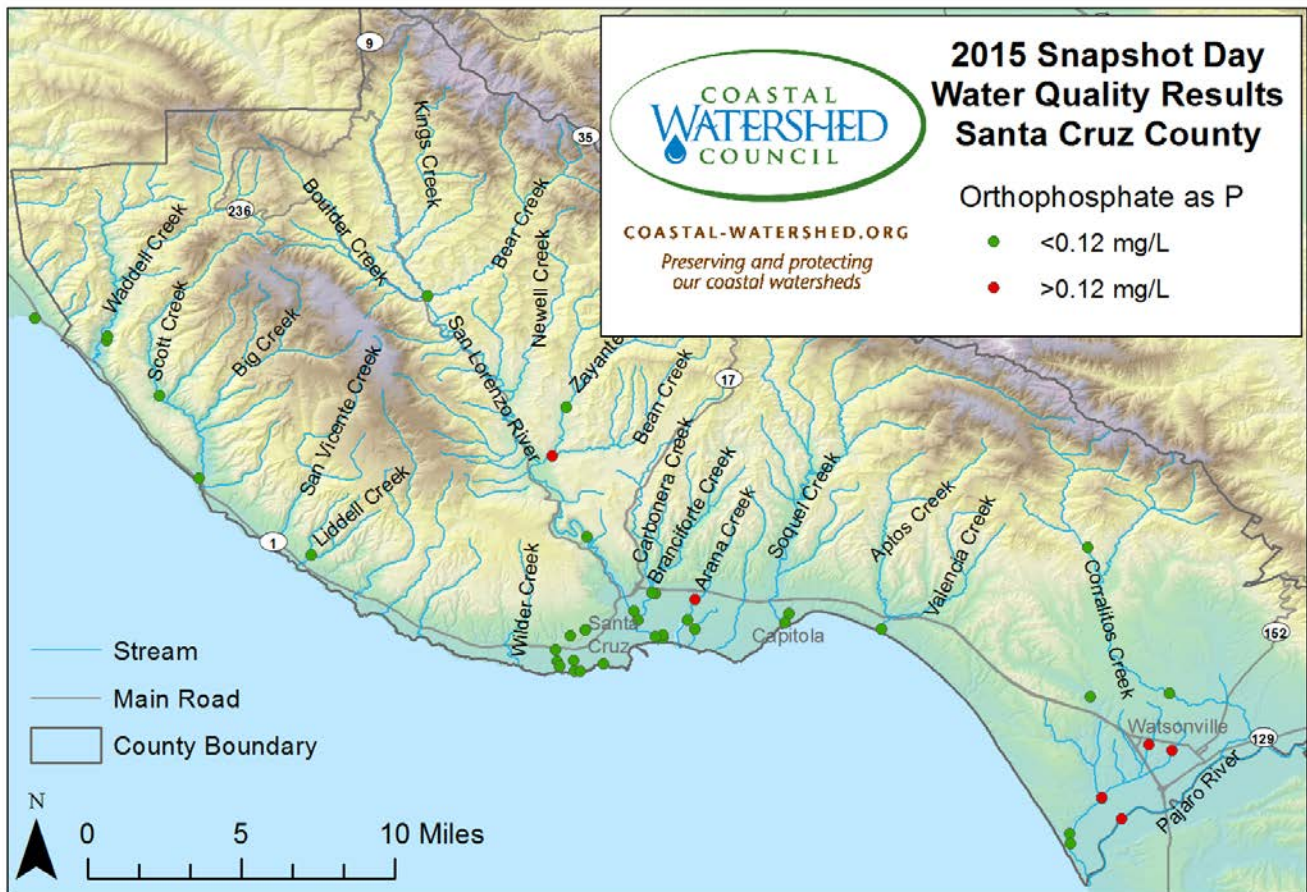 2015 Snapshot Day
Water Quality Results
Santa Cruz County
COASTAL
WATERSHED
COUNCIL
COASTAL-WATERSHED.ORG
Preserving and protecting
our coastal watersheds
Orthophosphate as P
<0.12 mg/L
>0.12 mg/L
9
35
236
17
1
152
129
Kings Creek
Boulder Creek
Bear Creek
Newell Creek
Waddell Creek
Scott Creek
Big Creek
San Vicente Creek
Liddell Creek
San Lorenzo River
Zayante
Bean Creek
Carbonera Creek
Branciforte Creek
Arana Creek
Soquel Creek
Aptos Creek
Valencia Creek
Corralitos Creek
Wilder Creek
Santa
Cruz
Capitola
Watsonville
Pajaro River
Stream
Main Road
County Boundary
N
0 5 10 Miles